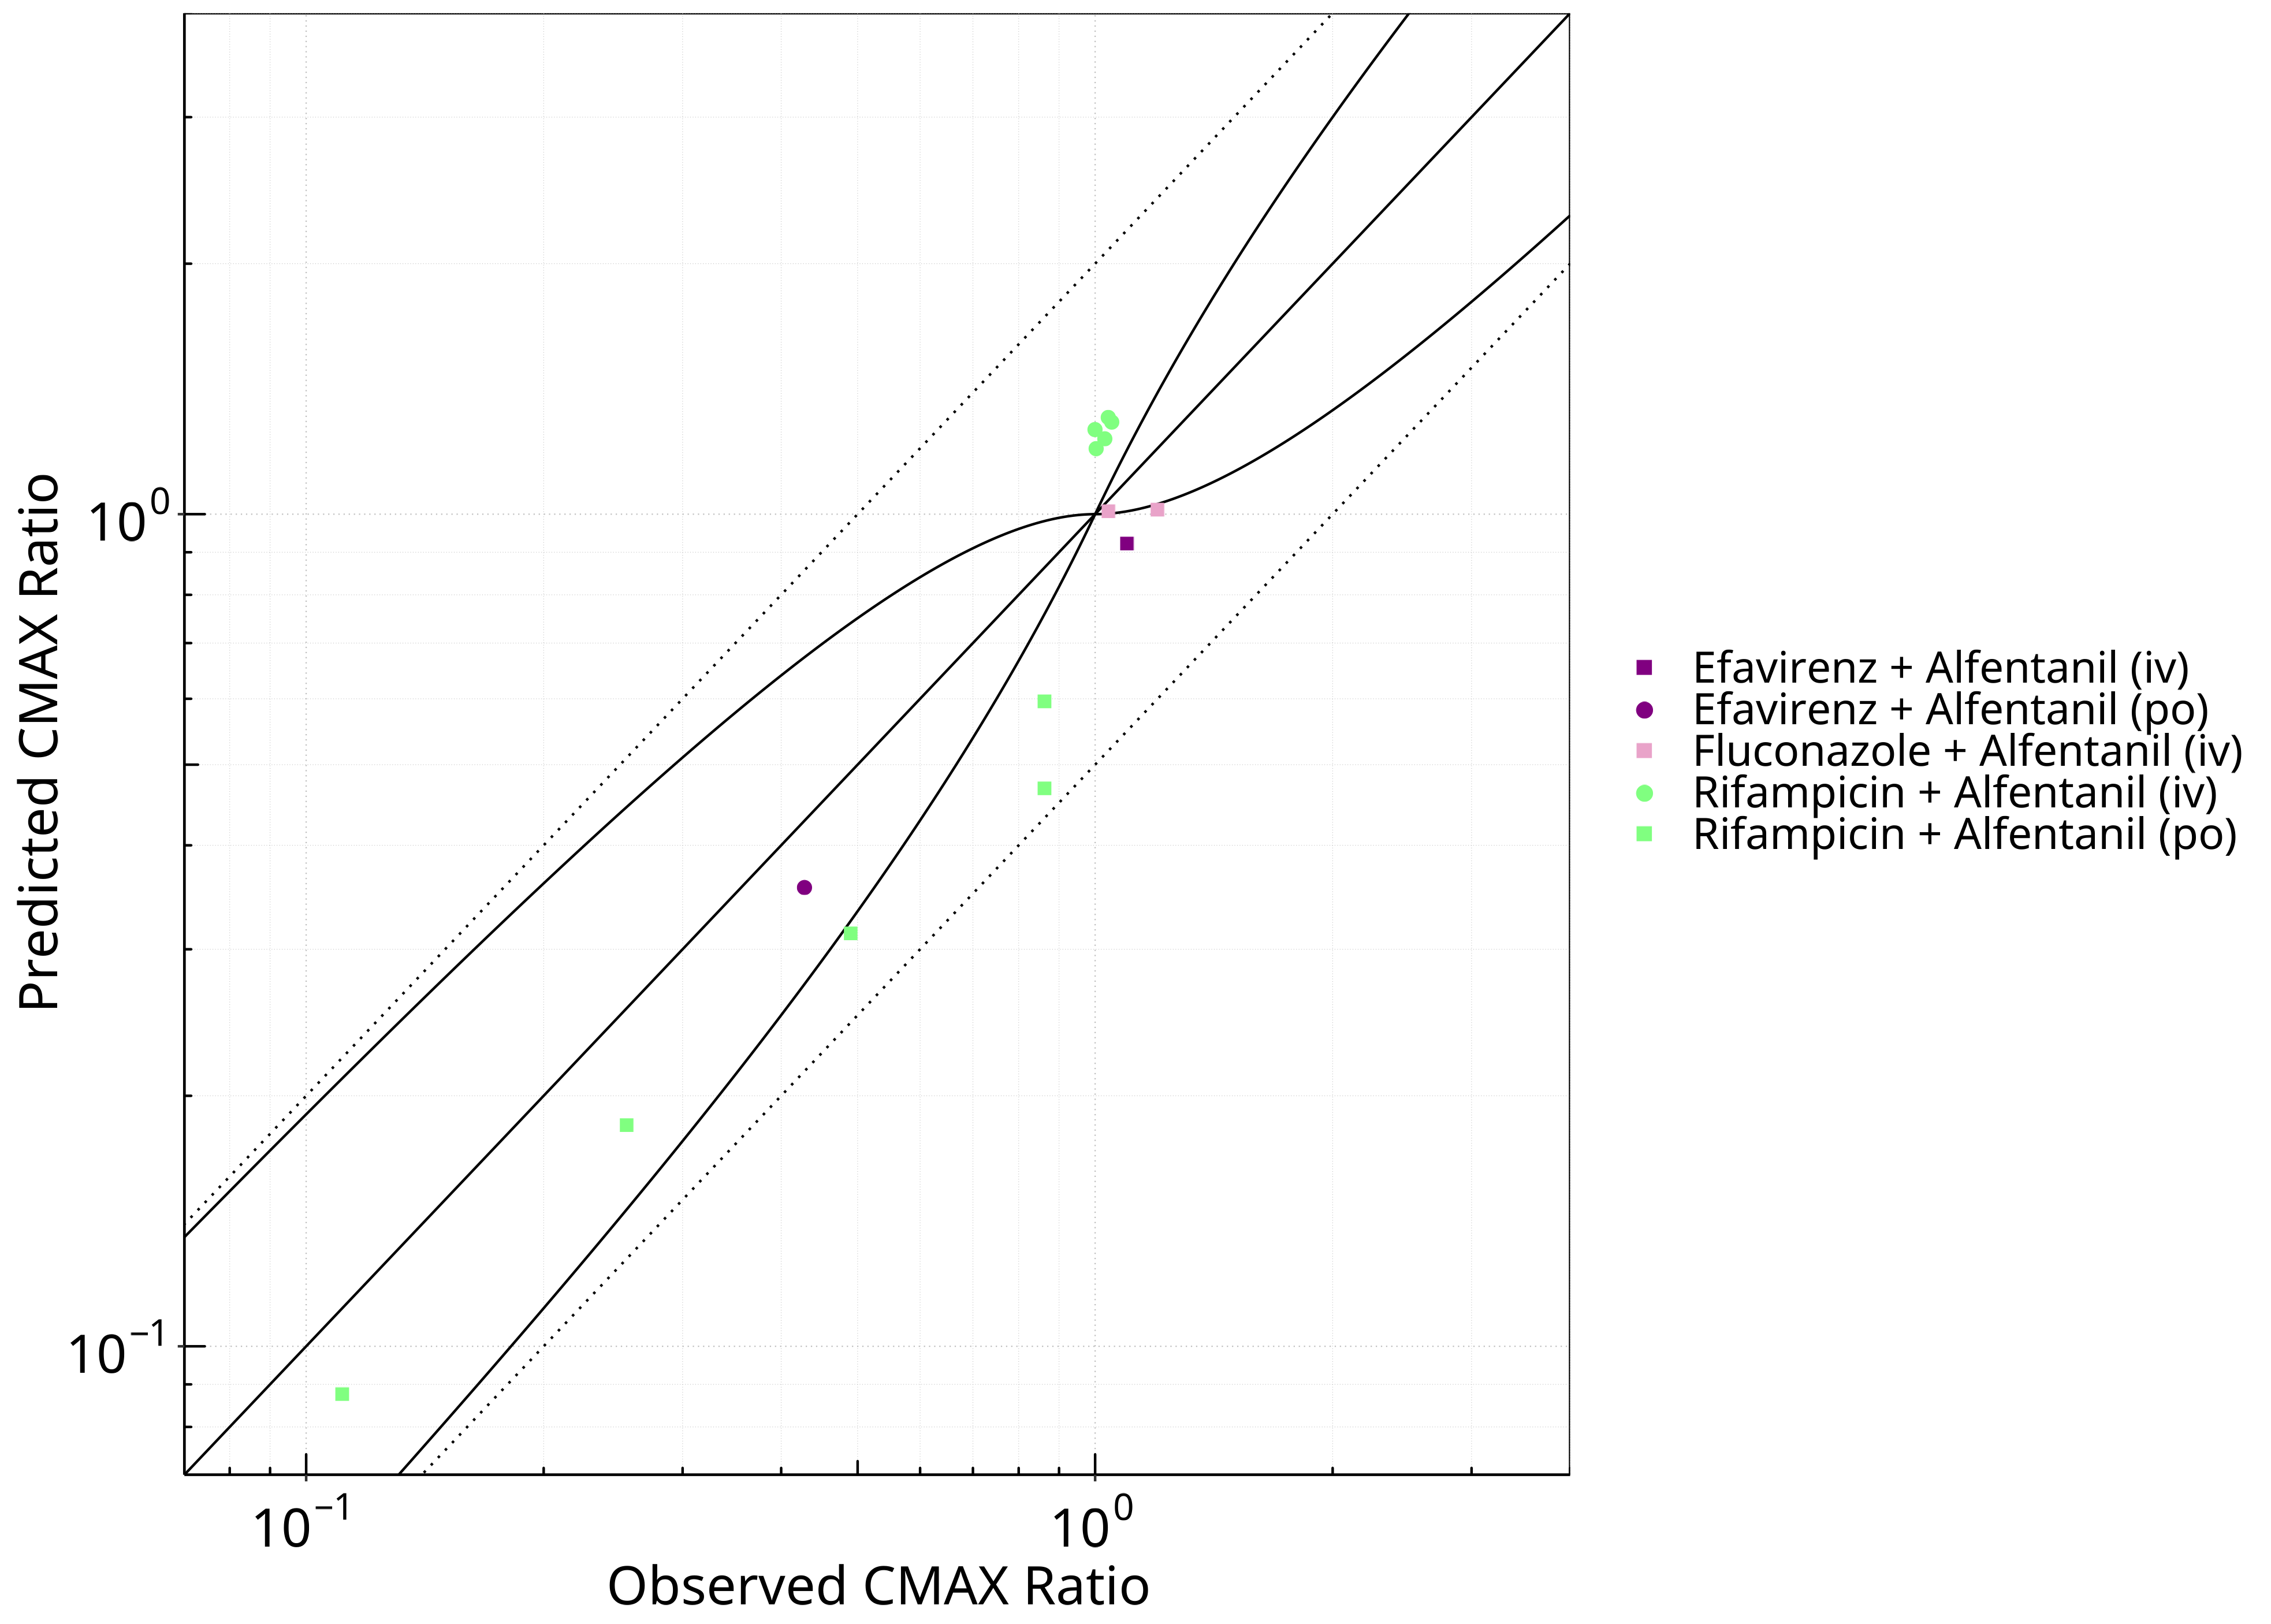 Predicted CMAX Ratio
10⁰
10⁻¹
10⁻¹
10⁰
Observed CMAX Ratio
Efavirenz + Alfentanil (iv)
Efavirenz + Alfentanil (po)
Fluconazole + Alfentanil (iv)
Rifampicin + Alfentanil (iv)
Rifampicin + Alfentanil (po)